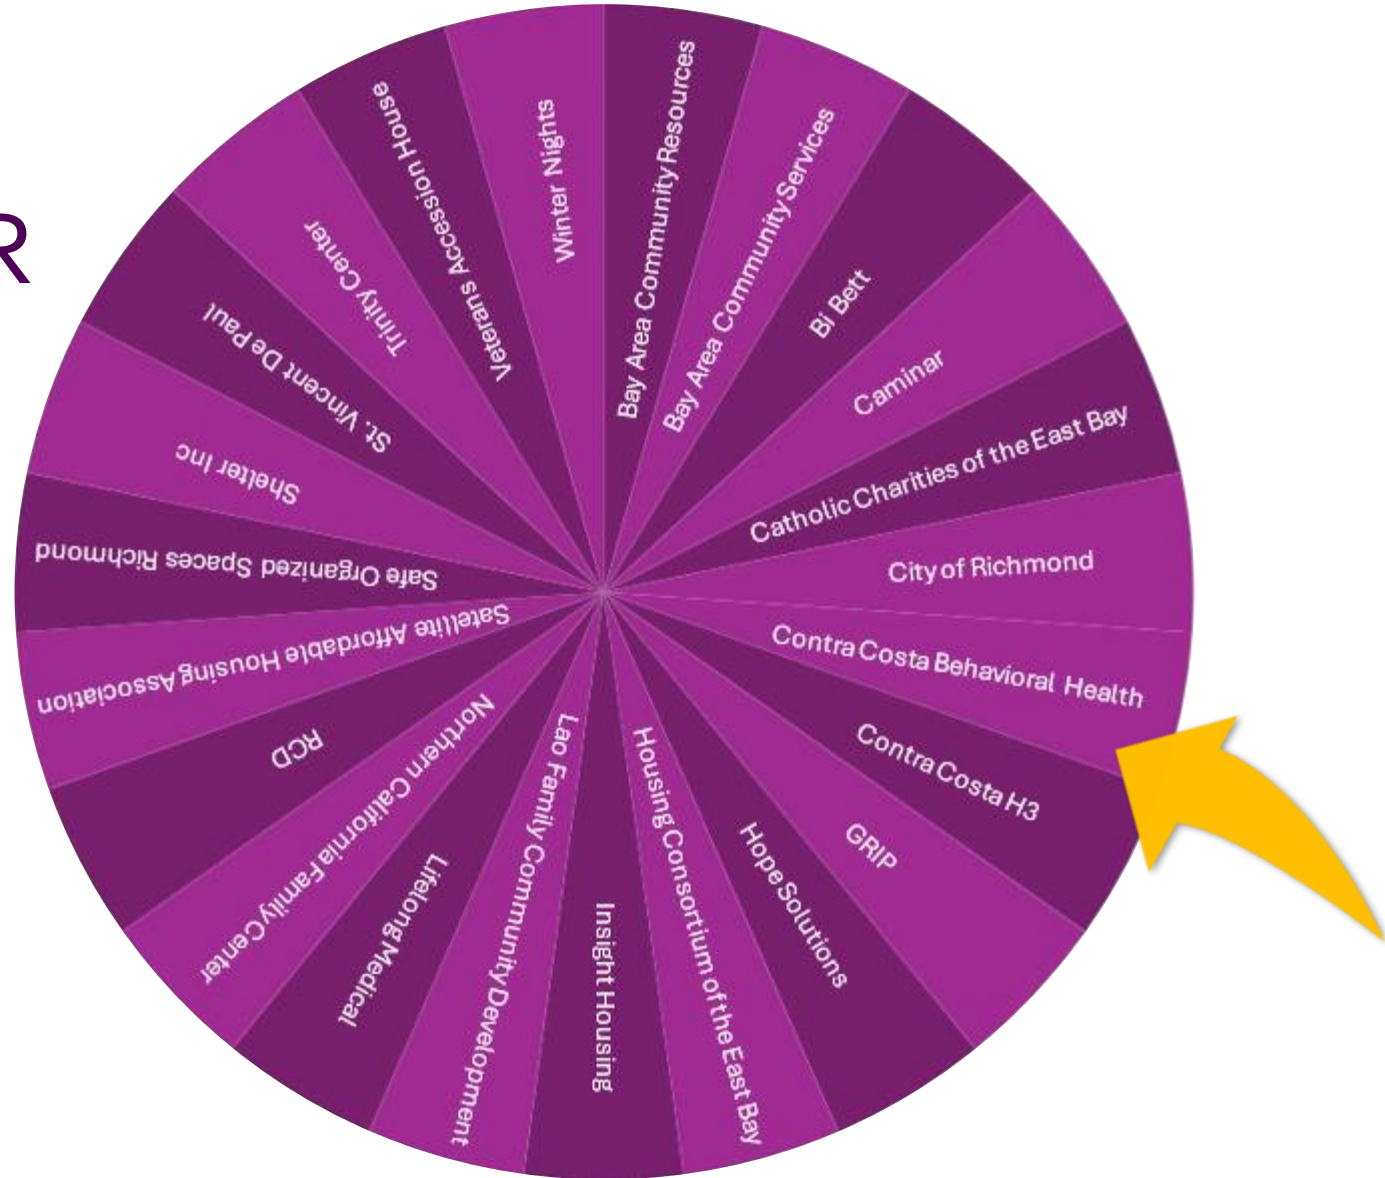 R
Bay Area Community Resources
Bay Area Community Services
Bi Bett
Caminar
Catholic Charities of the East Bay
City of Richmond
Contra Costa Behavioral Health
Contra Costa H3
GRIP
Hope Solutions
Housing Consortium of the East Bay
Insight Housing
Lao Family Community Development
Lifelong Medical
Northern California Family Center
RCD
Satellite Affordable Housing Association
Safe Organized Spaces Richmond
Shelter Inc
St. Vincent De Paul
Trinity Center
Veterans Accession House
Winter Nights